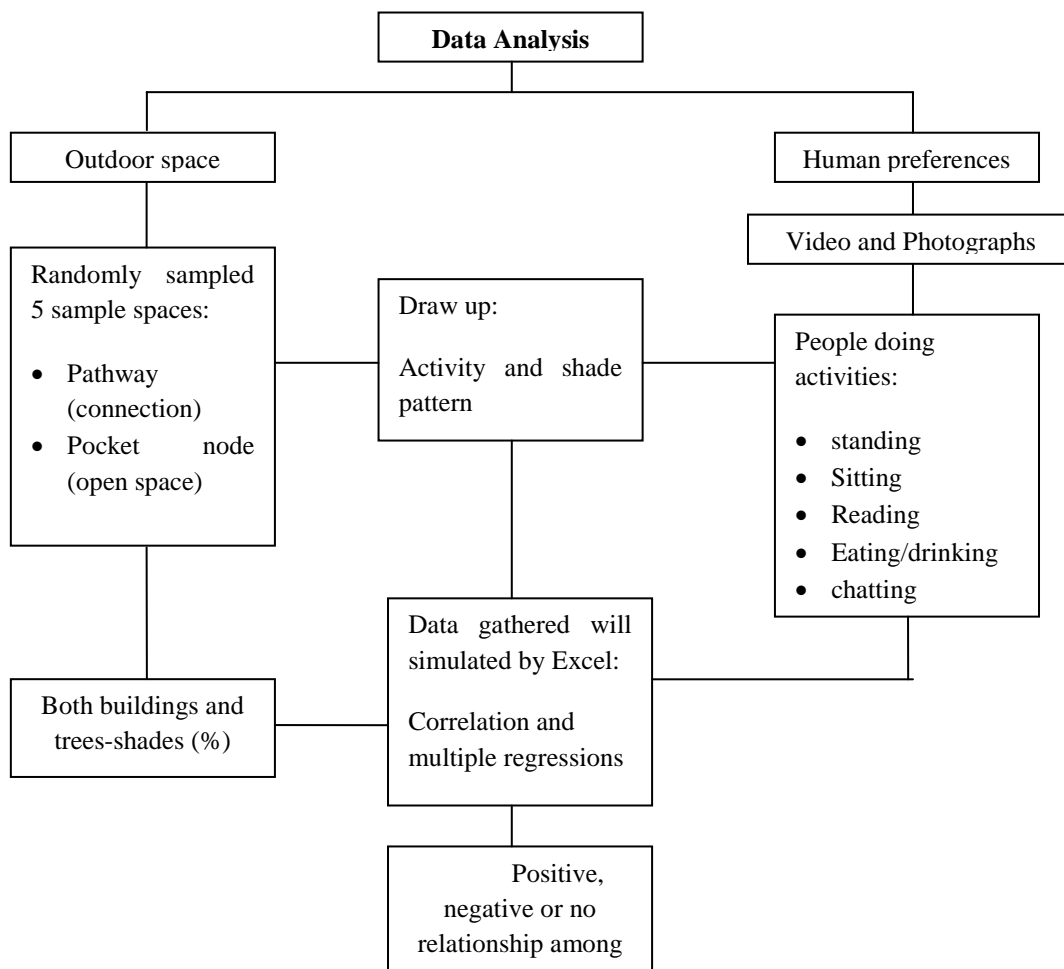 Data Analysis
Outdoor space
Human preferences
Video and Photographs
Randomly sampled
5 sample spaces:
• Pathway
(connection)
• Pocket node
(open space)
Draw up:
Activity and shade
pattern
People doing
activities:
• standing
• Sitting
• Reading
• Eating/drinking
• chatting
Data gathered will
simulated by Excel:
Correlation and
multiple regressions
Both buildings and
trees-shades (%)
Positive,
negative or no
relationship among